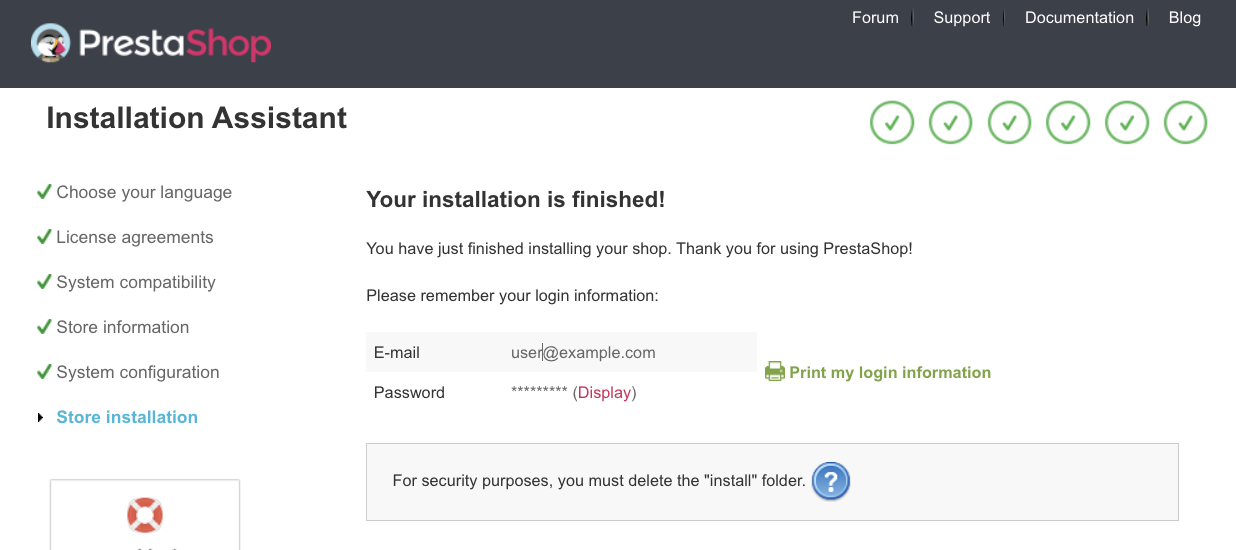 Forum
Support
Documentation
Blog
PrestaShop
Installation Assistant
Choose your language
License agreements
System compatibility
Store information
System configuration
Store installation
Your installation is finished!
You have just finished installing your shop. Thank you for using PrestaShop!
Please remember your login information:
E-mail user@example.com
Password ********* (Display)
Print my login information
For security purposes, you must delete the "install" folder. ?